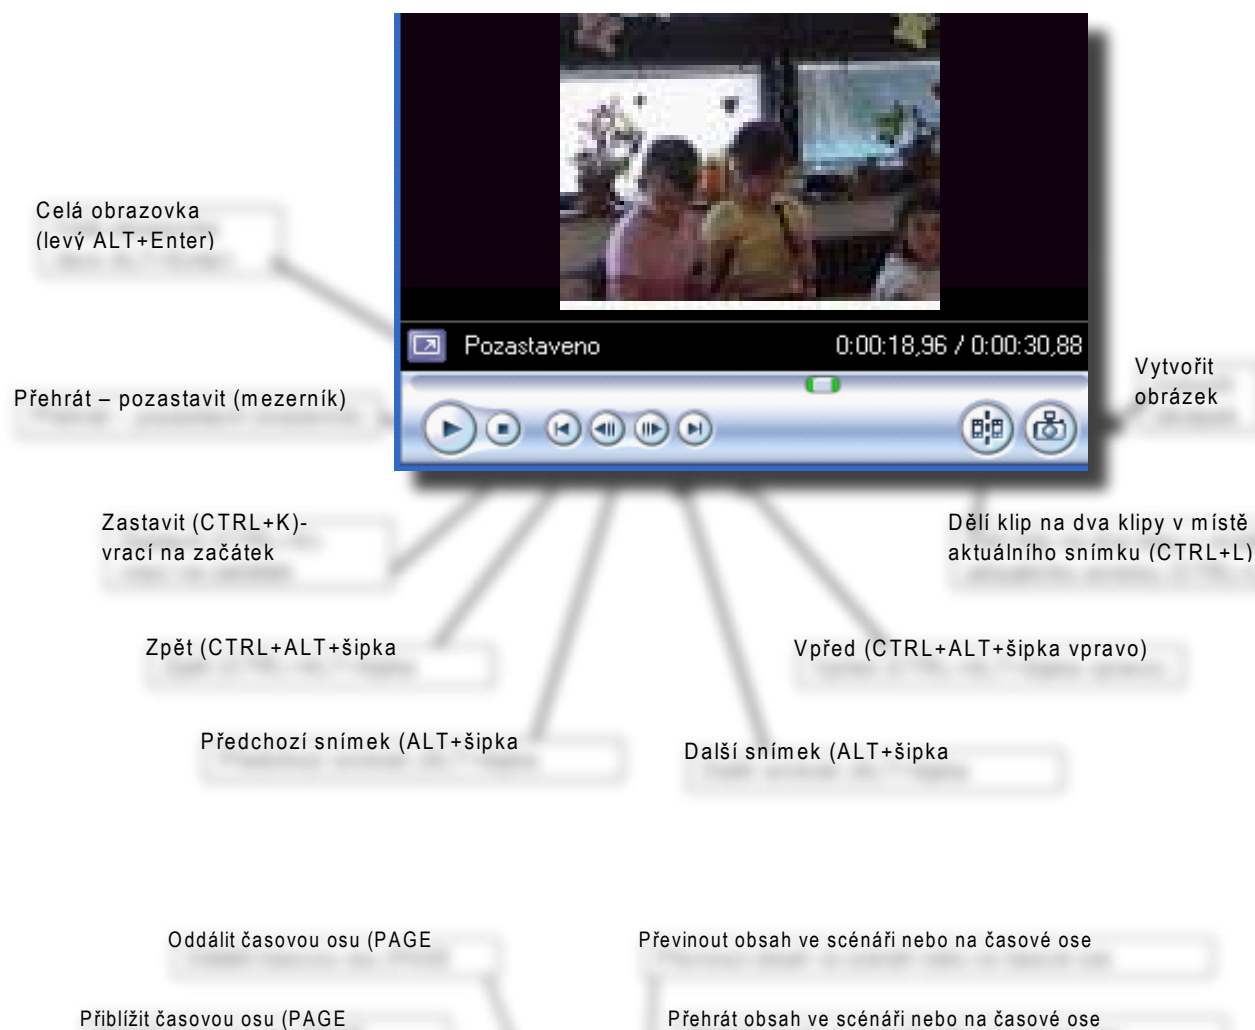 Celá obrazovka
(levý ALT+Enter)
Pozastaveno 0:00:18,96 / 0:00:30,88
Přehrát – pozastavit (mezerník)
Vytvořit
obrázek
Zastavit (CTRL+K)-
vrací na začátek
Dělí klip na dva klipy v místě
aktuálního snímku (CTRL+L)
Zpět (CTRL+ALT+šipka
Vpřed (CTRL+ALT+šipka vpravo)
Předchozí snímek (ALT+šipka
Další snímek (ALT+šipka
Oddálit časovou osu (PAGE
Převinout obsah ve scénáři nebo na časové ose
Přiblížit časovou osu (PAGE
Přehrát obsah ve scénáři nebo na časové ose